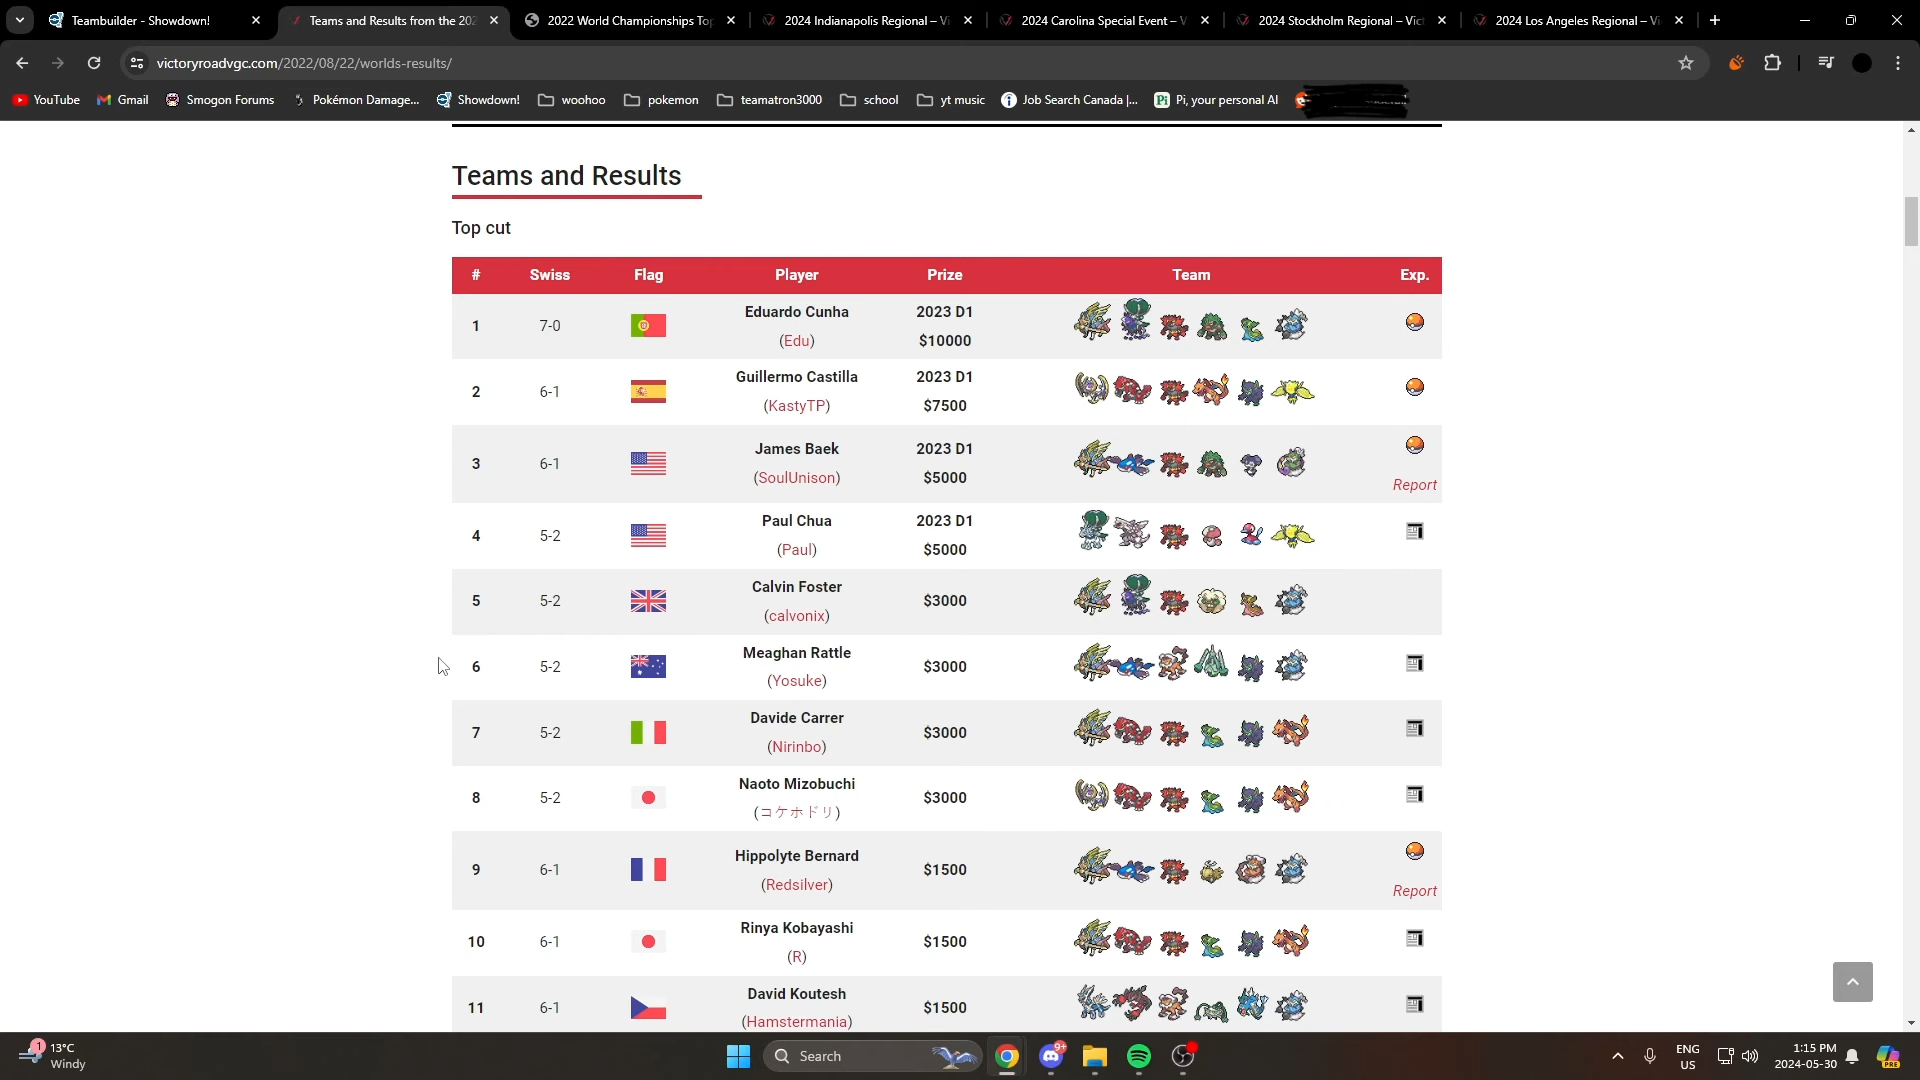 Teambuilder - Showdown!
Teams and Results from the 202
2022 World Championships Top
2024 Indianapolis Regional – Vi
2024 Carolina Special Event – V
2024 Stockholm Regional – Vict
2024 Los Angeles Regional – Vi
victoryroadvgc.com/2022/08/22/worlds-results/
YouTube
Gmail
Smogon Forums
Pokémon Damage...
Showdown!
woohoo
pokemon
teamatron3000
school
yt music
Job Search Canada |...
Pi
Pi, your personal AI
Teams and Results
Top cut
# Swiss Flag Player Prize Team Exp.
1 7-0 Eduardo Cunha (Edu) 2023 D1 $10000
2 6-1 Guillermo Castilla (KastyTP) 2023 D1 $7500
3 6-1 James Baek (SoulUnison) 2023 D1 $5000 Report
4 5-2 Paul Chua (Paul) 2023 D1 $5000
5 5-2 Calvin Foster (calvonix) $3000
6 5-2 Meaghan Rattle (Yosuke) $3000
7 5-2 Davide Carrer (Nirinbo) $3000
8 5-2 Naoto Mizobuchi (コケホドリ) $3000
9 6-1 Hippolyte Bernard (Redsilver) $1500 Report
10 6-1 Rinya Kobayashi (R) $1500
11 6-1 David Koutesh (Hamstermania) $1500
1
13°C
Windy
Search
9+
ENG
US
1:15 PM
2024-05-30
PRE